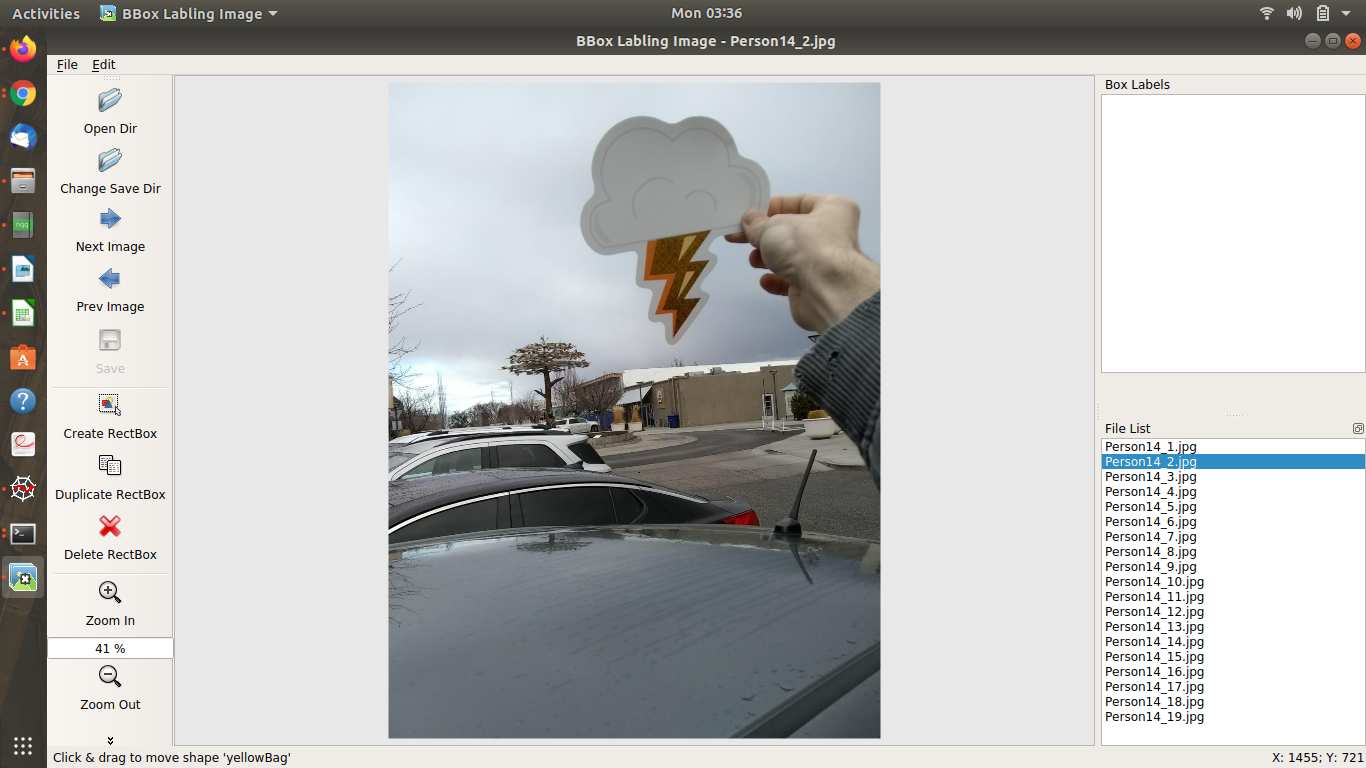 Activities
BBox Labling Image
Mon 03:36
BBox Labling Image - Person14_2.jpg
File
Edit
Open Dir
Change Save Dir
Next Image
Prev Image
Save
Create RectBox
Duplicate RectBox
Delete RectBox
Zoom In
41 %
Zoom Out
Box Labels
File List
Person14_1.jpg
Person14_2.jpg
Person14_3.jpg
Person14_4.jpg
Person14_5.jpg
Person14_6.jpg
Person14_7.jpg
Person14_8.jpg
Person14_9.jpg
Person14_10.jpg
Person14_11.jpg
Person14_12.jpg
Person14_13.jpg
Person14_14.jpg
Person14_15.jpg
Person14_16.jpg
Person14_17.jpg
Person14_18.jpg
Person14_19.jpg
Click & drag to move shape 'yellowBag'
X: 1455; Y: 721